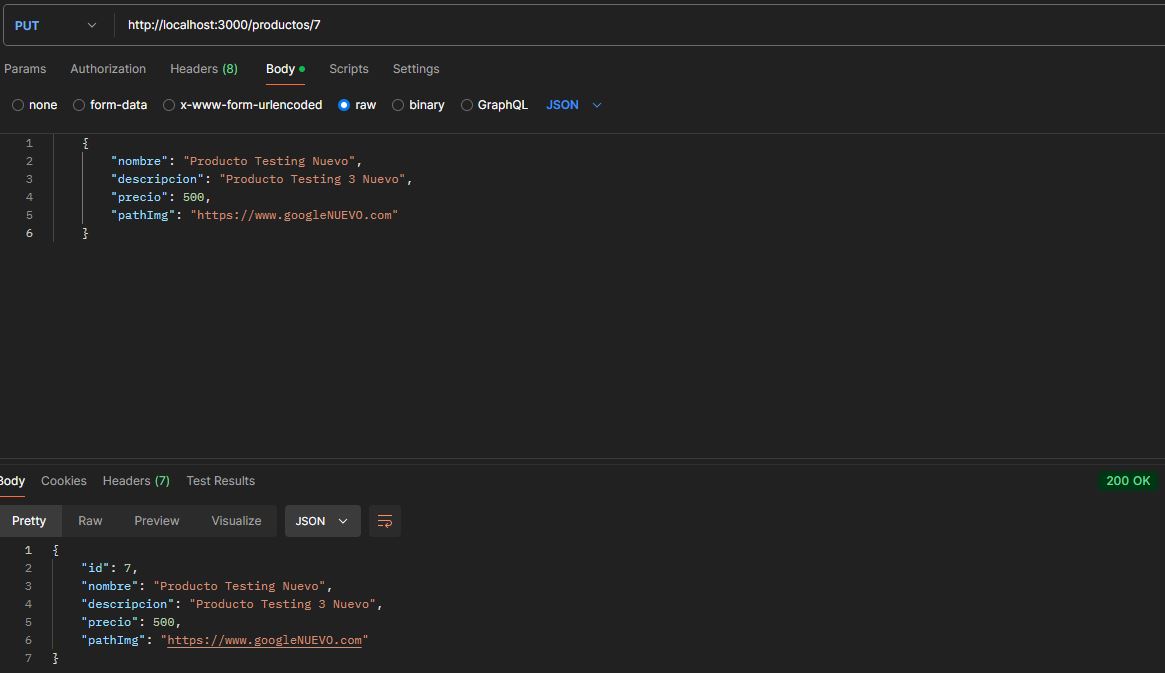 PUT http://localhost:3000/productos/7
Params Authorization Headers (8) Body Scripts Settings
none form-data x-www-form-urlencoded raw binary GraphQL JSON
1 {
2 "nombre": "Producto Testing Nuevo",
3 "descripcion": "Producto Testing 3 Nuevo",
4 "precio": 500,
5 "pathImg": "https://www.googleNUEVO.com"
6 }
Body Cookies Headers (7) Test Results 200 OK
Pretty Raw Preview Visualize JSON
1 {
2 "id": 7,
3 "nombre": "Producto Testing Nuevo",
4 "descripcion": "Producto Testing 3 Nuevo",
5 "precio": 500,
6 "pathImg": "https://www.googleNUEVO.com"
7 }